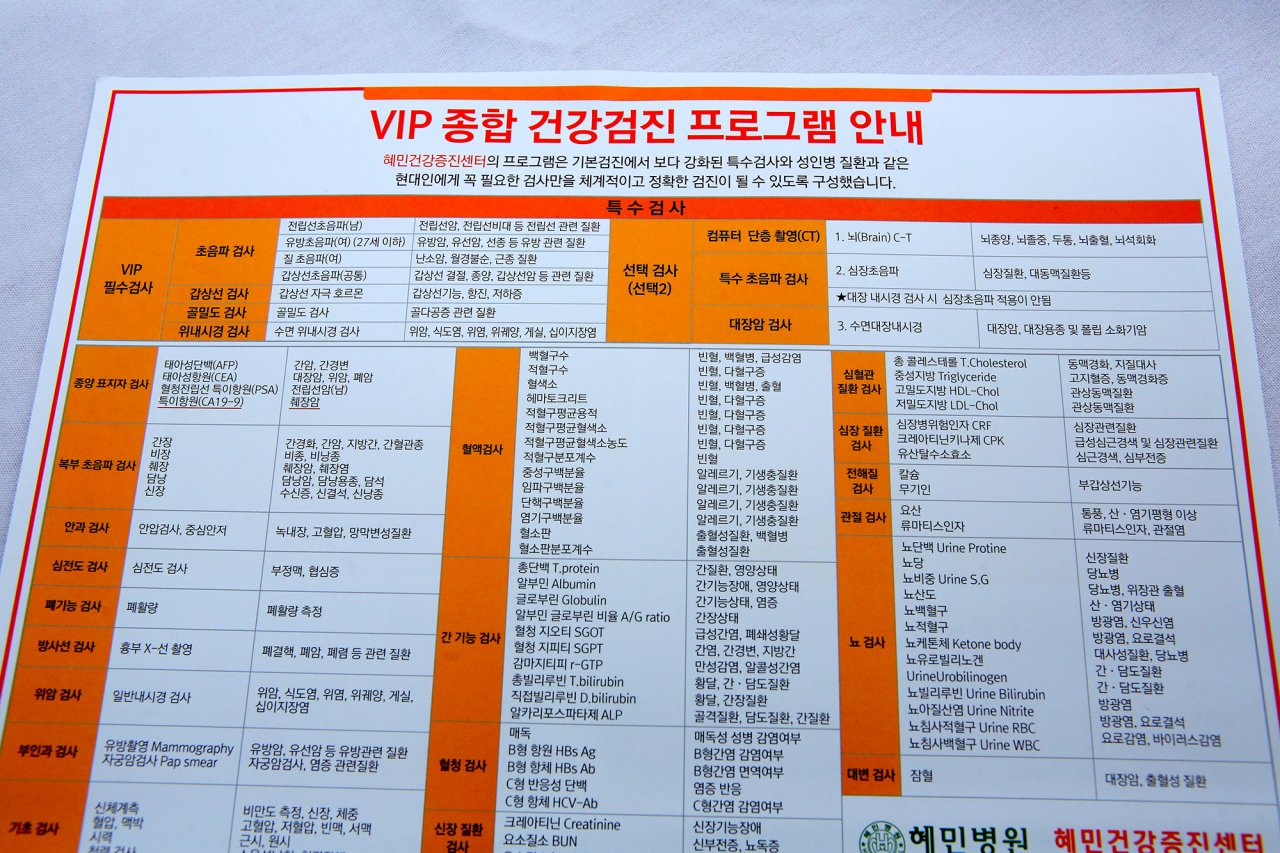 VIP 종합 건강검진 프로그램 안내
혜민건강증진센터의 프로그램은 기본검진에서 보다 강화된 특수검사와 성인병 질환과 같은
현대인에게 꼭 필요한 검사만을 체계적이고 정확한 검진이 될 수 있도록 구성했습니다.
특수검사
VIP
필수검사
초음파 검사
전립선초음파(남) 전립선암, 전립선비대 등 전립선 관련 질환
유방초음파(여) (27세 이하) 유방암, 유선암, 선종 등 유방 관련 질환
질 초음파(여) 난소암, 월경불순, 근종 질환
갑상선초음파(공통) 갑상선 결절, 종양, 갑상선암 등 관련 질환
갑상선 검사 갑상선 자극 호르몬 갑상선기능, 항진, 저하증
골밀도 검사 골밀도 검사 골다공증 관련 질환
위내시경 검사 수면 위내시경 검사 위암, 식도염, 위염, 위궤양, 게실, 십이지장염
선택 검사
(선택2)
컴퓨터 단층 촬영(CT) 1. 뇌(Brain) C-T 뇌종양, 뇌졸중, 두통, 뇌출혈, 뇌석회화
특수 초음파 검사 2. 심장초음파 심장질환, 대동맥질환등
★대장 내시경 검사 시 심장초음파 적용이 안됨
대장암 검사 3. 수면대장내시경 대장암, 대장용종 및 폴립 소화기암
종양 표지자 검사
태아성단백(AFP) 간암, 간경변
태아성항원(CEA) 대장암, 위암, 폐암
혈청전립선 특이항원(PSA) 전립선암(남)
특이항원(CA19-9) 췌장암
복부 초음파 검사
간장 간경화, 간암, 지방간, 간혈관종
비장 비종, 비낭종
췌장 췌장암, 췌장염
담낭 담낭암, 담낭용종, 담석
신장 수신증, 신결석, 신낭종
안과 검사 안압검사, 중심안저 녹내장, 고혈압, 망막변성질환
심전도 검사 심전도 검사 부정맥, 협심증
폐기능 검사 폐활량 폐활량 측정
방사선 검사 흉부 X-선 촬영 폐결핵, 폐암, 폐렴 등 관련 질환
위암 검사 일반내시경 검사 위암, 식도염, 위염, 위궤양, 게실,
십이지장염
부인과 검사
유방촬영 Mammography 유방암, 유선암 등 유방관련 질환
자궁암검사 Pap smear 자궁암검사, 염증 관련질환
기초 검사
신체계측 비만도 측정, 신장, 체중
혈압, 맥박 고혈압, 저혈압, 빈맥, 서맥
시력 근시, 원시
혈액검사
백혈구수 빈혈, 백혈병, 급성감염
적혈구수 빈혈, 다혈구증
혈색소 빈혈, 백혈병, 출혈
헤마토크리트 빈혈, 다혈구증
적혈구평균용적 빈혈, 다혈구증
적혈구평균혈색소 빈혈, 다혈구증
적혈구평균혈색소농도 빈혈, 다혈구증
적혈구분포계수 빈혈
중성구백분율 알레르기, 기생충질환
임파구백분율 알레르기, 기생충질환
단핵구백분율 알레르기, 기생충질환
염기구백분율 알레르기, 기생충질환
혈소판 출혈성질환, 백혈병
혈소판분포계수 출혈성질환
간 기능 검사
총단백 T.protein 간질환, 영양상태
알부민 Albumin 간기능장애, 영양상태
글로부린 Globulin 간기능상태, 염증
알부민 글로부린 비율 A/G ratio 간장상태
혈청 지오티 SGOT 급성간염, 폐쇄성황달
혈청 지피티 SGPT 간염, 간경변, 지방간
감마지티피 r-GTP 만성감염, 알콜성간염
총빌리루빈 T.bilirubin 황달, 간ㆍ담도질환
직접빌리루빈 D.bilirubin 황달, 간장질환
알카리포스파타제 ALP 골격질환, 담도질환, 간질환
혈청 검사
매독 매독성 성병 감염여부
B형 항원 HBs Ag B형간염 감염여부
B형 항체 HBs Ab B형간염 면역여부
C형 반응성 단백 염증 반응
C형 항체 HCV-Ab C형간염 감염여부
신장 질환
검사
크레아티닌 Creatinine 신장기능장애
요소질소 BUN 신부전증, 뇨독증
심혈관
질환 검사
총 콜레스테롤 T.Cholesterol 동맥경화, 지질대사
중성지방 Triglyceride 고지혈증, 동맥경화증
고밀도지방 HDL-Chol 관상동맥질환
저밀도지방 LDL-Chol 관상동맥질환
심장 질환
검사
심장병위험인자 CRF 심장관련질환
크레아티닌키나제 CPK 급성심근경색 및 심장관련질환
유산탈수소효소 심근경색, 심부전증
전해질
검사
칼슘
무기인
부갑상선기능
관절 검사
요산 통풍, 산ㆍ염기평형 이상
류마티스인자 류마티스인자, 관절염
뇨 검사
뇨단백 Urine Protine 신장질환
뇨당 당뇨병
뇨비중 Urine S.G 당뇨병, 위장관 출혈
뇨산도 산ㆍ염기상태
뇨백혈구 방광염, 신우신염
뇨적혈구 방광염, 요로결석
뇨케톤체 Ketone body 대사성질환, 당뇨병
뇨유로빌리노겐 간ㆍ담도질환
UrineUrobilinogen 간ㆍ담도질환
뇨빌리루빈 Urine Bilirubin 방광염
뇨아질산염 Urine Nitrite 방광염, 요로결석
뇨침사적혈구 Urine RBC 요로감염, 바이러스감염
뇨침사백혈구 Urine WBC
대변 검사 잠혈 대장암, 출혈성 질환
혜민병원 혜민건강증진센터